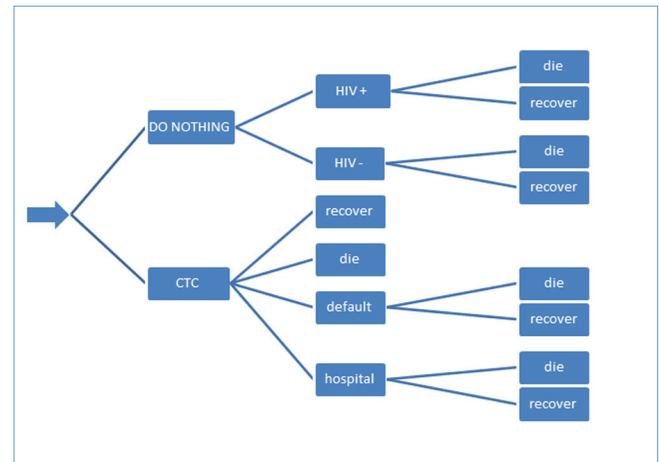 die
HIV +
recover
DO NOTHING
die
HIV -
recover
recover
die
CTC
die
default
recover
die
hospital
recover